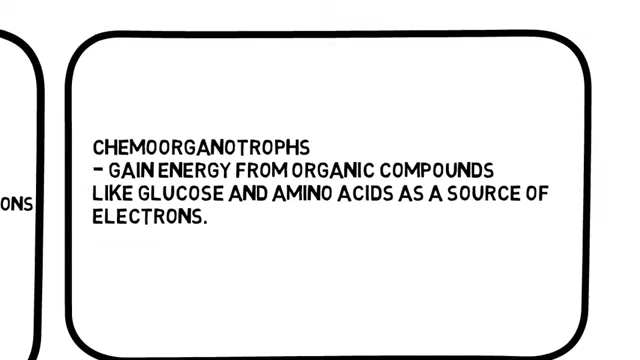 CHEMOORGANOTROPHS
- GAIN ENERGY FROM ORGANIC COMPOUNDS
LIKE GLUCOSE AND AMINO ACIDS AS A SOURCE OF
ELECTRONS.
ONS